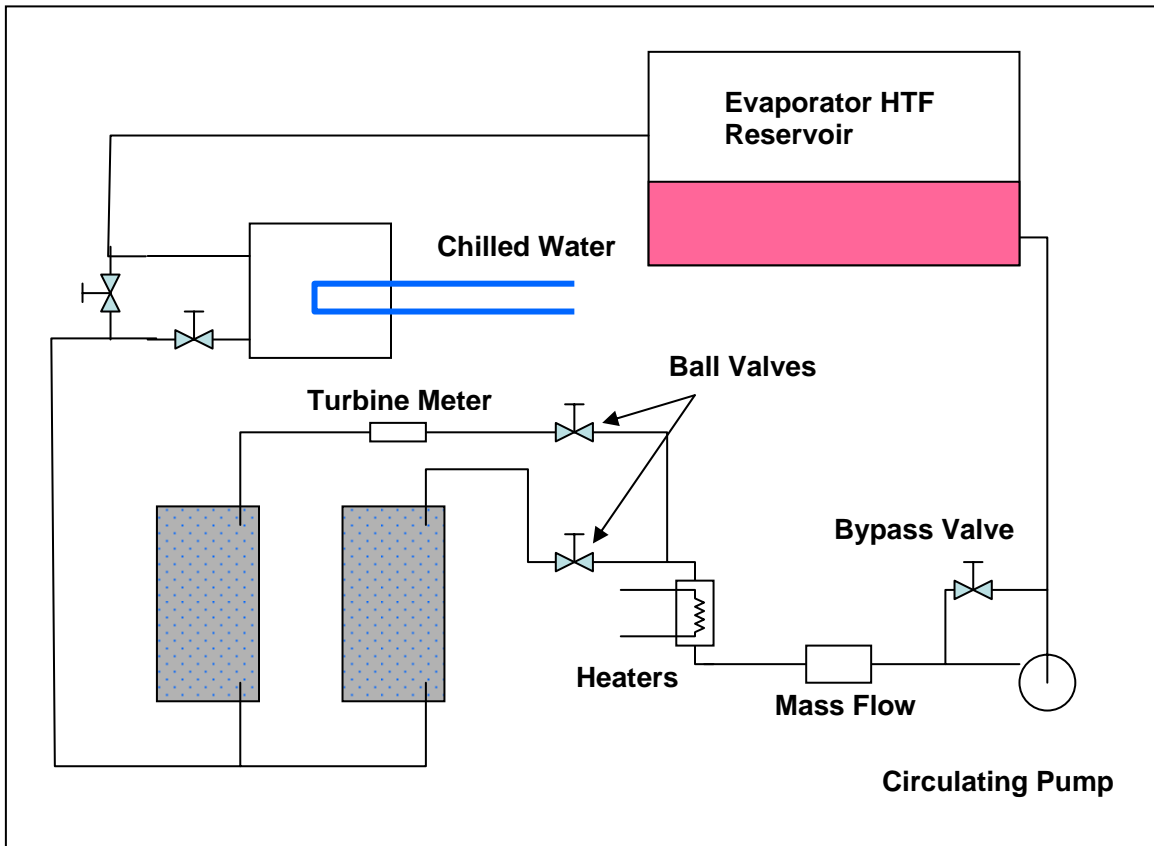 Evaporator HTF
Reservoir
Chilled Water
Ball Valves
Turbine Meter
Bypass Valve
Heaters
Mass Flow
Circulating Pump